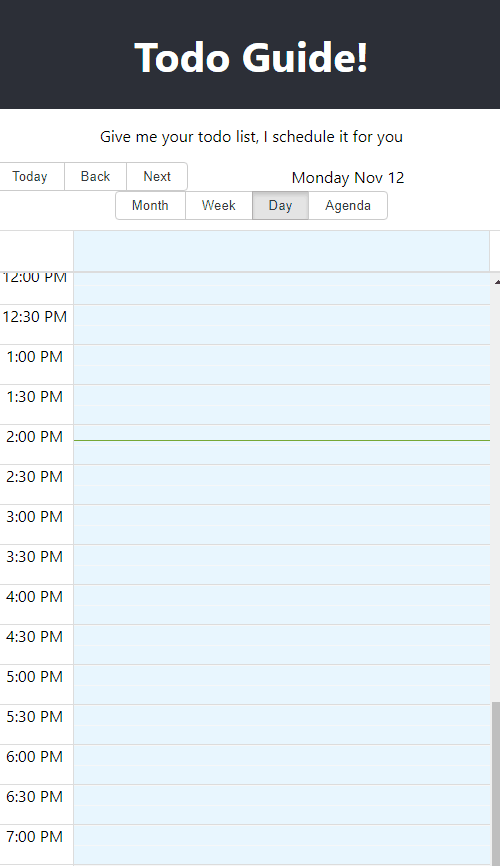 Todo Guide!
Give me your todo list, I schedule it for you
Today Back Next Monday Nov 12
Month Week Day Agenda
12:00 PM
12:30 PM
1:00 PM
1:30 PM
2:00 PM
2:30 PM
3:00 PM
3:30 PM
4:00 PM
4:30 PM
5:00 PM
5:30 PM
6:00 PM
6:30 PM
7:00 PM